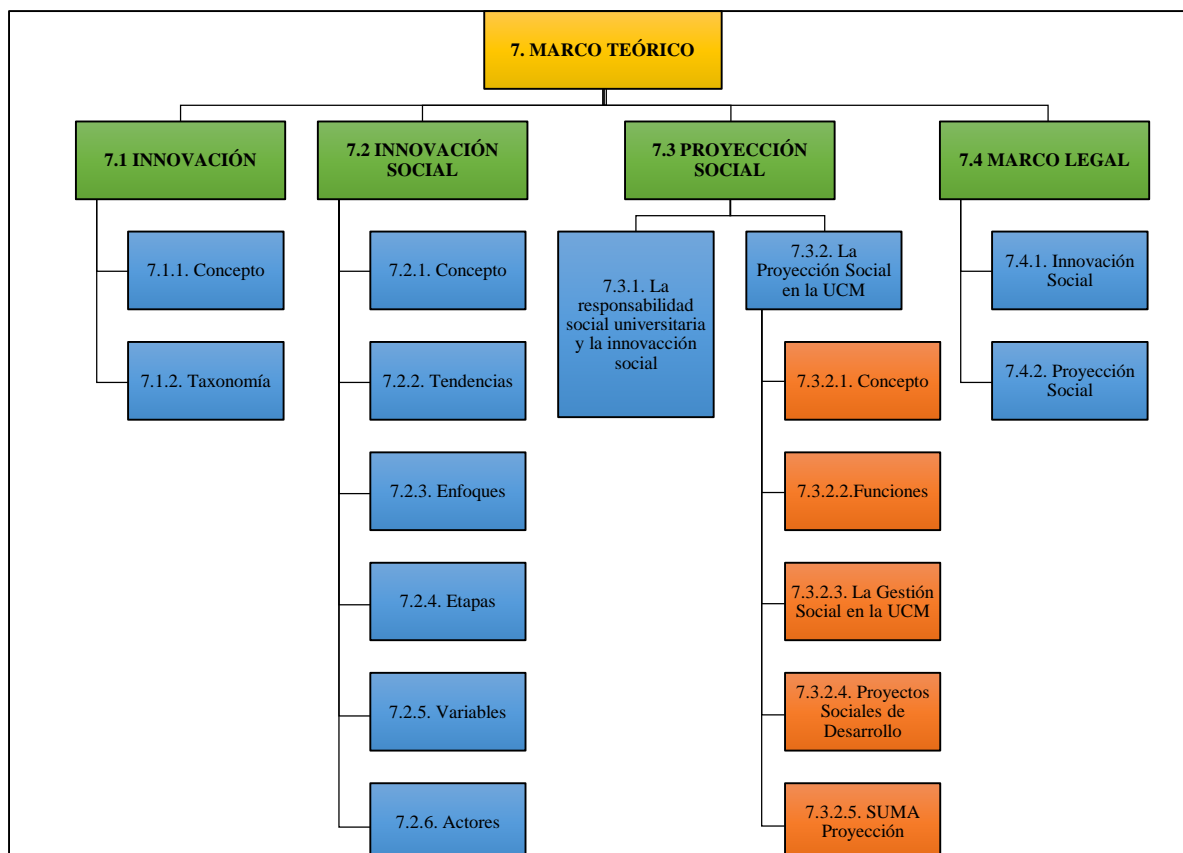 7. MARCO TEÓRICO
7.1 INNOVACIÓN
7.1.1. Concepto
7.1.2. Taxonomía
7.2 INNOVACIÓN
SOCIAL
7.2.1. Concepto
7.2.2. Tendencias
7.2.3. Enfoques
7.2.4. Etapas
7.2.5. Variables
7.2.6. Actores
7.3 PROYECCIÓN
SOCIAL
7.3.1. La
responsabilidad
social universitaria
y la innovacción
social
7.3.2. La
Proyección Social
en la UCM
7.3.2.1. Concepto
7.3.2.2.Funciones
7.3.2.3. La Gestión
Social en la UCM
7.3.2.4. Proyectos
Sociales de
Desarrollo
7.3.2.5. SUMA
Proyección
7.4 MARCO LEGAL
7.4.1. Innovación
Social
7.4.2. Proyección
Social